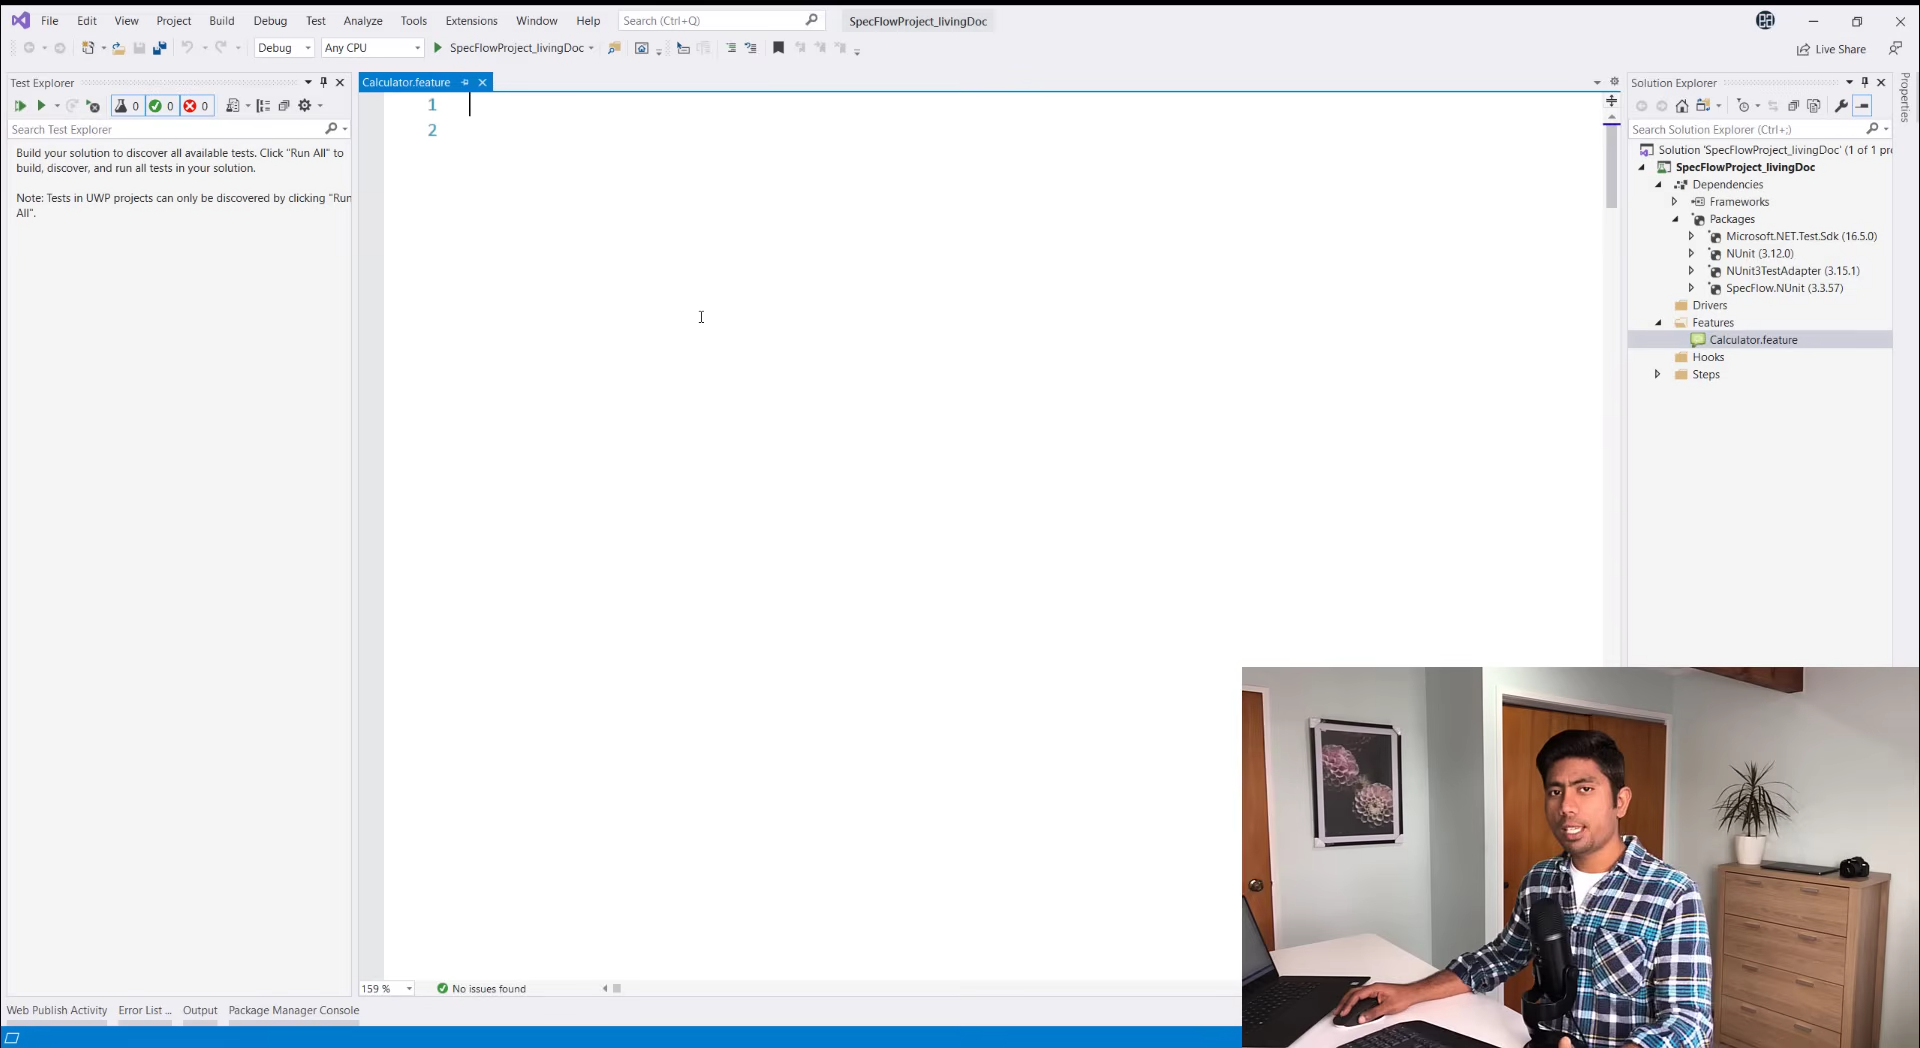 File Edit View Project Build Debug Test Analyze Tools Extensions Window Help Search (Ctrl+Q) SpecFlowProject_livingDoc
Debug Any CPU SpecFlowProject_livingDoc Live Share
Test Explorer
0 0 0
Search Test Explorer
Build your solution to discover all available tests. Click "Run All" to
build, discover, and run all tests in your solution.
Note: Tests in UWP projects can only be discovered by clicking "Run
All".
Calculator.feature
1
2
159 % No issues found
Solution Explorer
Search Solution Explorer (Ctrl+;)
Solution 'SpecFlowProject_livingDoc' (1 of 1 pr
SpecFlowProject_livingDoc
Dependencies
Frameworks
Packages
Microsoft.NET.Test.Sdk (16.5.0)
NUnit (3.12.0)
NUnit3TestAdapter (3.15.1)
SpecFlow.NUnit (3.3.57)
Drivers
Features
Calculator.feature
Hooks
Steps
Properties
Web Publish Activity Error List ... Output Package Manager Console